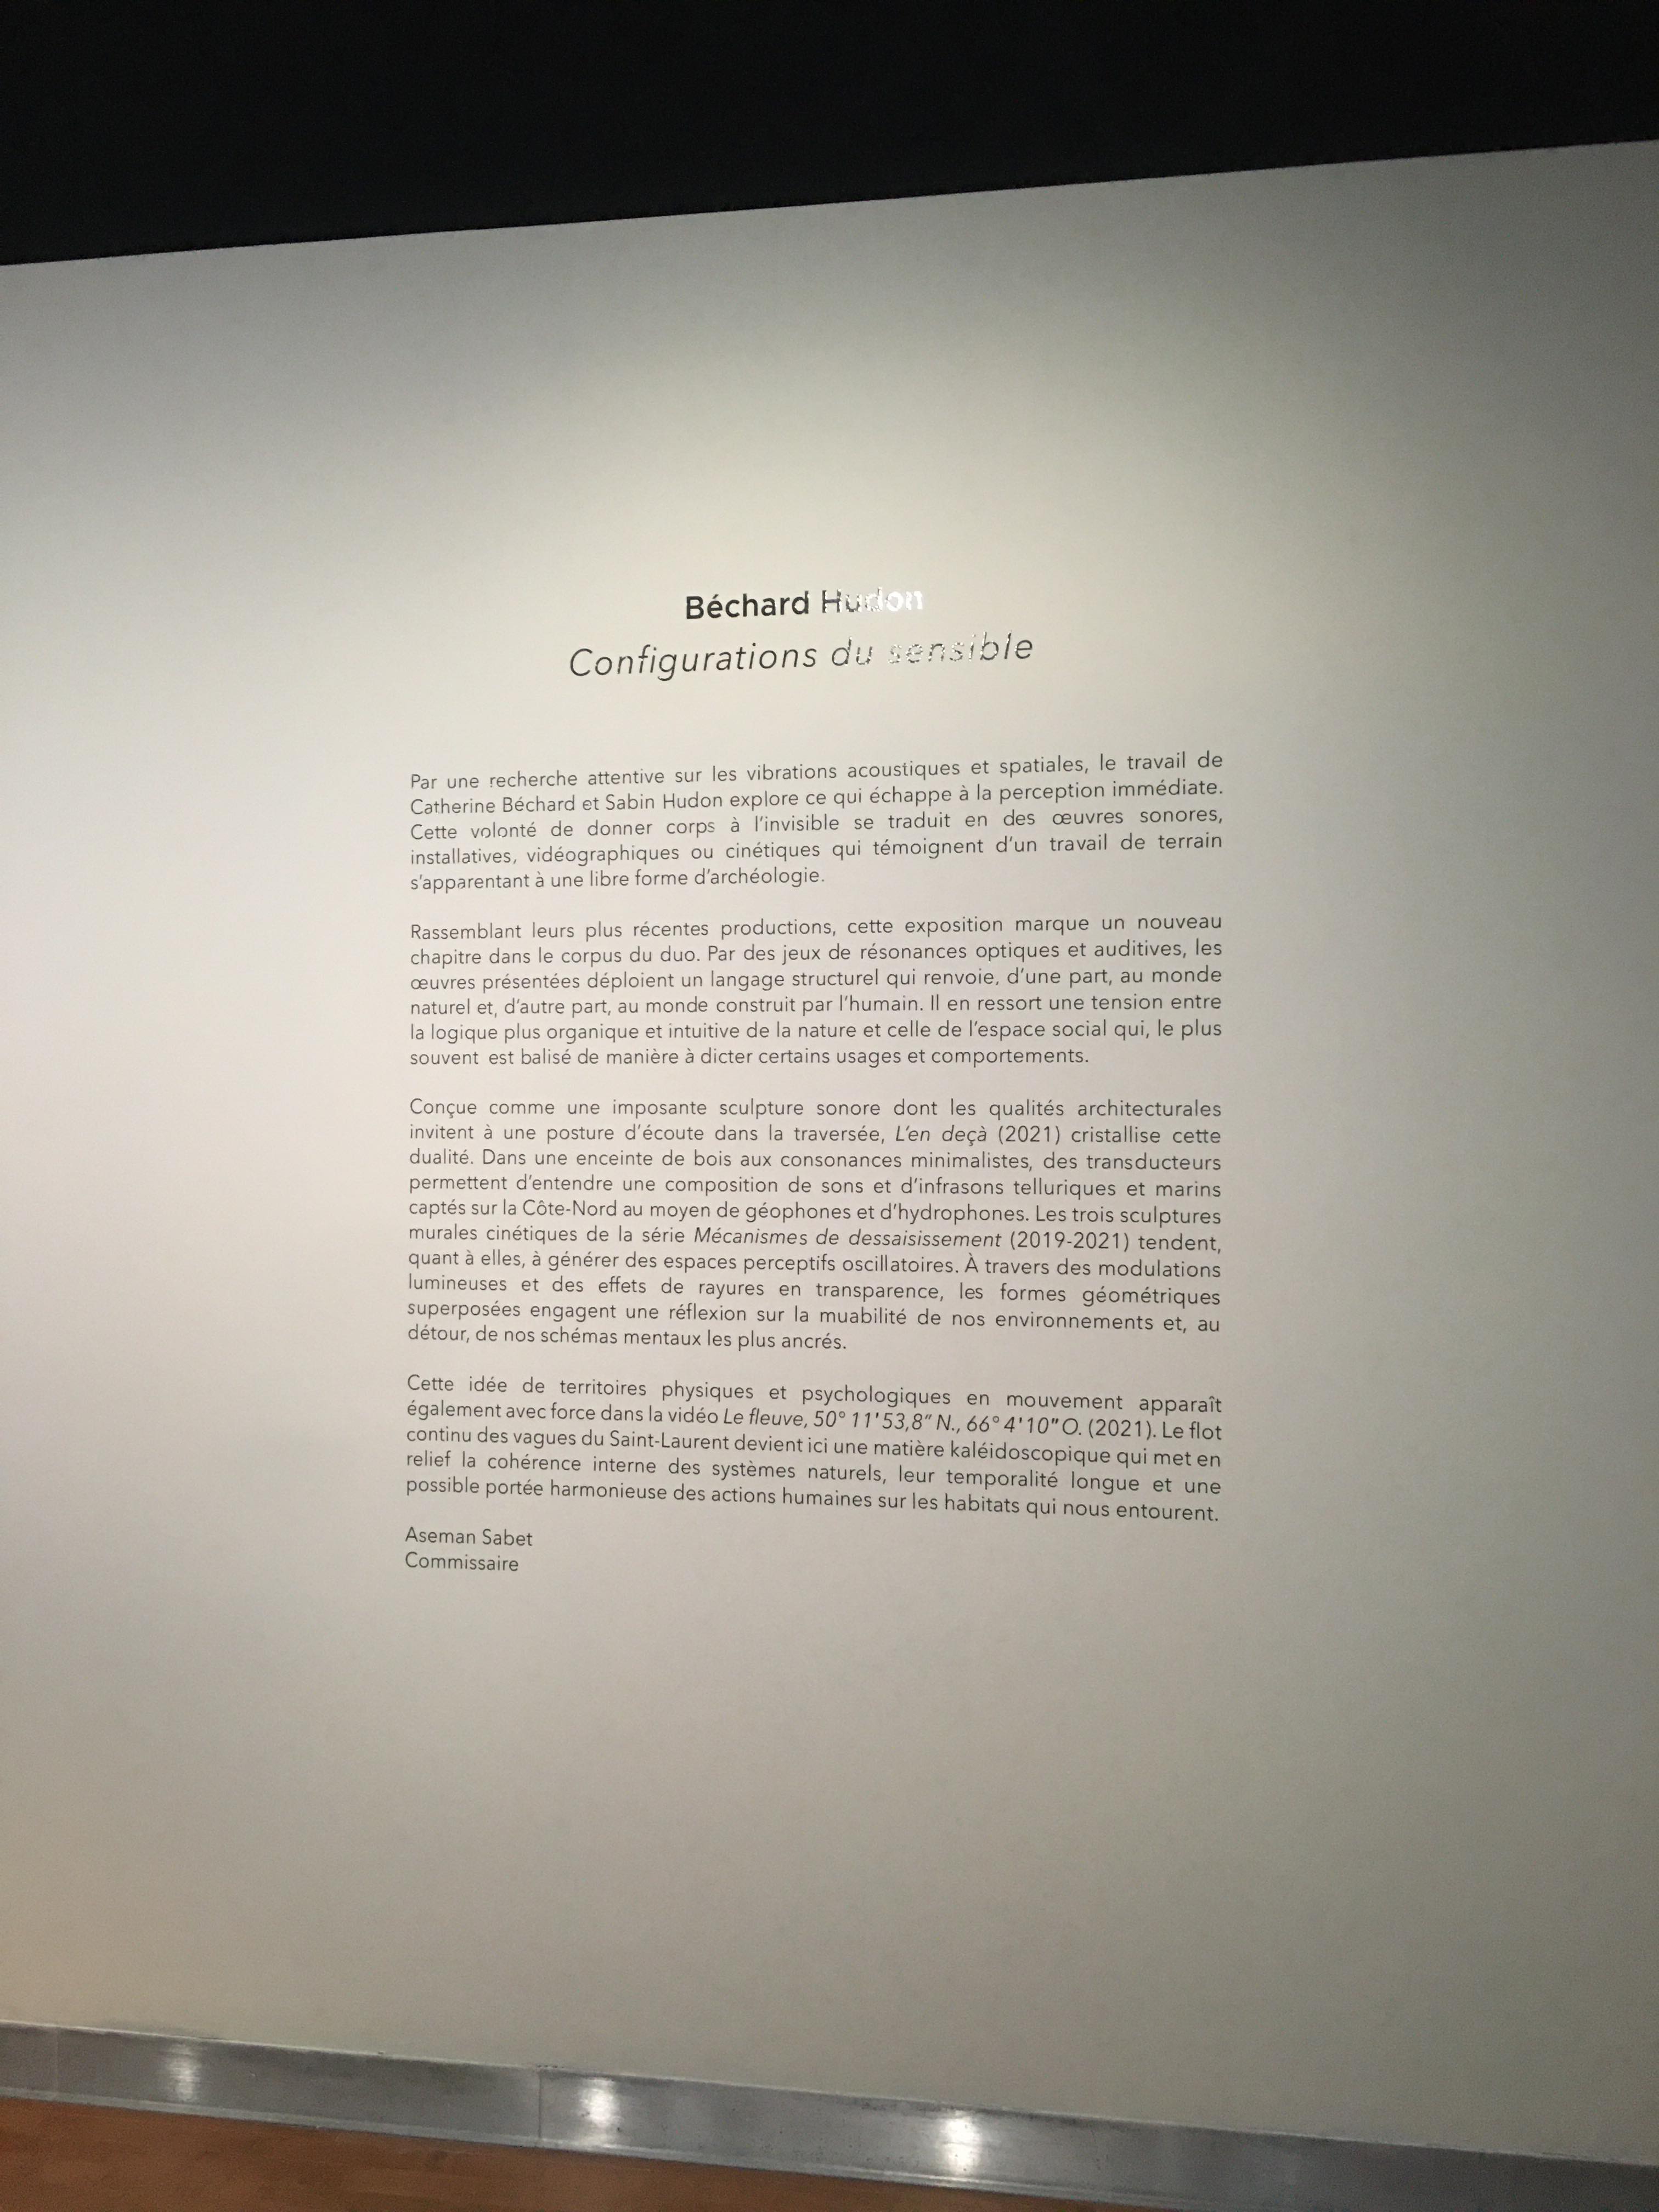 Béchard Hudon
Configurations du sensible
Par une recherche attentive sur les vibrations acoustiques et spatiales, le travail de
Catherine Béchard et Sabin Hudon explore ce qui échappe à la perception immédiate.
Cette volonté de donner corps à l'invisible se traduit en des œuvres sonores,
installatives, vidéographiques ou cinétiques qui témoignent d'un travail de terrain
s'apparentant à une libre forme d'archéologie.
Rassemblant leurs plus récentes productions, cette exposition marque un nouveau
chapitre dans le corpus du duo. Par des jeux de résonances optiques et auditives, les
œuvres présentées déploient un langage structurel qui renvoie, d'une part, au monde
naturel et, d'autre part, au monde construit par l'humain. Il en ressort une tension entre
la logique plus organique et intuitive de la nature et celle de l'espace social qui, le plus
souvent est balisé de manière à dicter certains usages et comportements.
Conçue comme une imposante sculpture sonore dont les qualités architecturales
invitent à une posture d'écoute dans la traversée, L'en deçà (2021) cristallise cette
dualité. Dans une enceinte de bois aux consonances minimalistes, des transducteurs
permettent d'entendre une composition de sons et d'infrasons telluriques et marins
captés sur la Côte-Nord au moyen de géophones et d'hydrophones. Les trois sculptures
murales cinétiques de la série Mécanismes de dessaisissement (2019-2021) tendent,
quant à elles, à générer des espaces perceptifs oscillatoires. À travers des modulations
lumineuses et des effets de rayures en transparence, les formes géométriques
superposées engagent une réflexion sur la muabilité de nos environnements et, au
détour, de nos schémas mentaux les plus ancrés.
Cette idée de territoires physiques et psychologiques en mouvement apparaît
également avec force dans la vidéo Le fleuve, 50° 11'53,8" N., 66° 4'10" O. (2021). Le flot
continu des vagues du Saint-Laurent devient ici une matière kaléidoscopique qui met en
relief la cohérence interne des systèmes naturels, leur temporalité longue et une
possible portée harmonieuse des actions humaines sur les habitats qui nous entourent.
Aseman Sabet
Commissaire